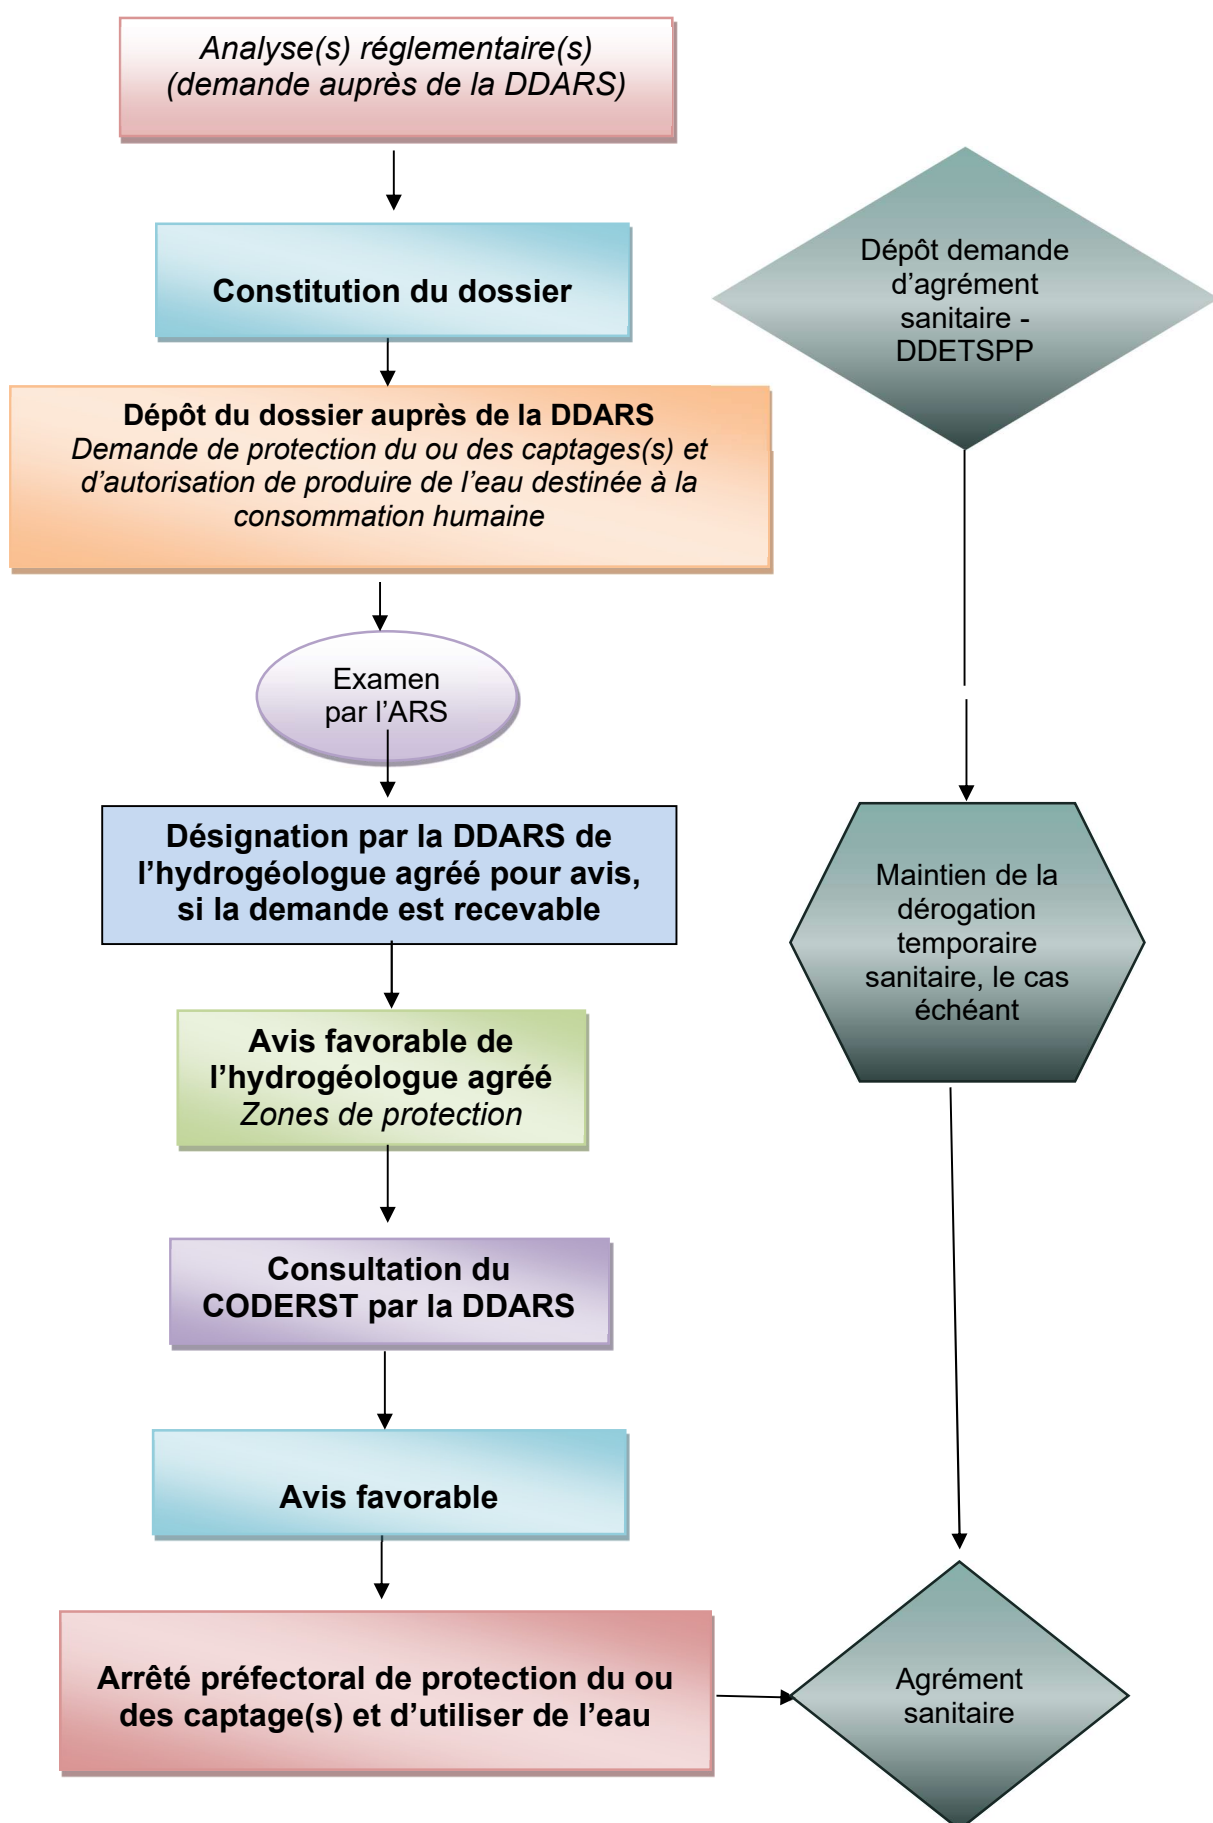 Analyse(s) réglementaire(s)
(demande auprès de la DDARS)
Constitution du dossier
Dépôt du dossier auprès de la DDARS
Demande de protection du ou des captages(s) et
d’autorisation de produire de l’eau destinée à la
consommation humaine
Examen
par l’ARS
Désignation par la DDARS de
l’hydrogéologue agréé pour avis,
si la demande est recevable
Avis favorable de
l’hydrogéologue agréé
Zones de protection
Consultation du
CODERST par la DDARS
Avis favorable
Arrêté préfectoral de protection du ou
des captage(s) et d’utiliser de l’eau
Dépôt demande
d’agrément
sanitaire -
DDETSPP
Maintien de la
dérogation
temporaire
sanitaire, le cas
échéant
Agrément
sanitaire